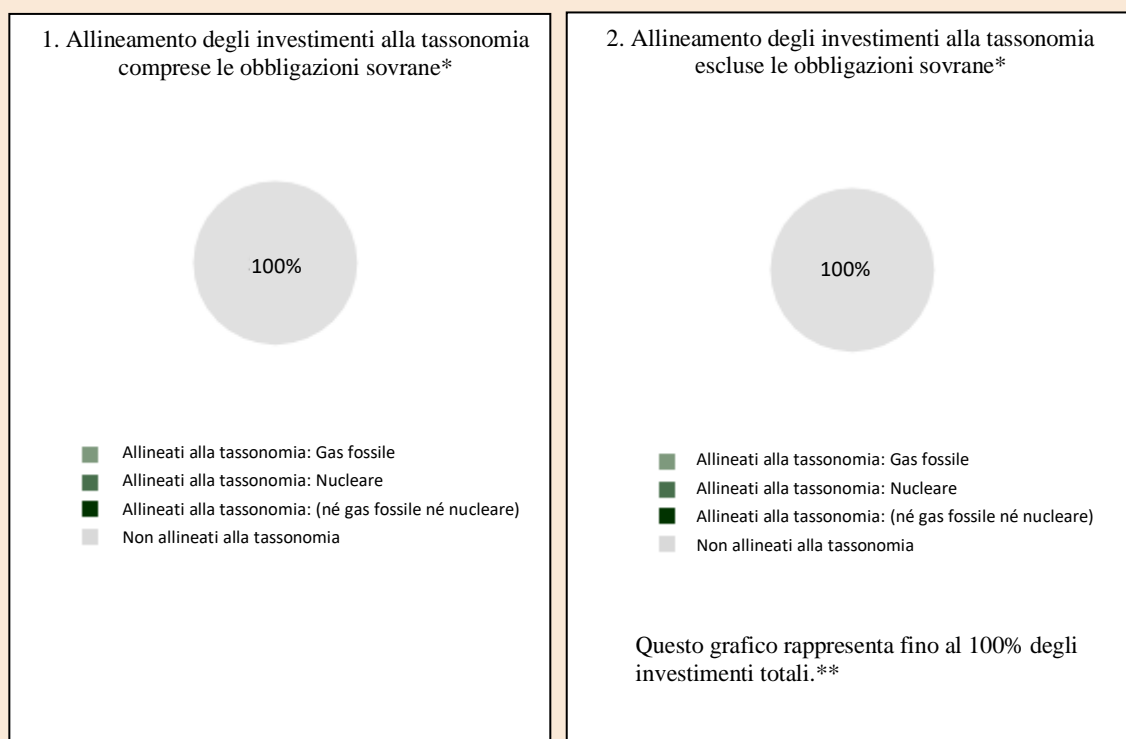 1. Allineamento degli investimenti alla tassonomia
comprese le obbligazioni sovrane*
100%
Allineati alla tassonomia: Gas fossile
Allineati alla tassonomia: Nucleare
Allineati alla tassonomia: (né gas fossile né nucleare)
Non allineati alla tassonomia
2. Allineamento degli investimenti alla tassonomia
escluse le obbligazioni sovrane*
100%
Allineati alla tassonomia: Gas fossile
Allineati alla tassonomia: Nucleare
Allineati alla tassonomia: (né gas fossile né nucleare)
Non allineati alla tassonomia
Questo grafico rappresenta fino al 100% degli
investimenti totali.**